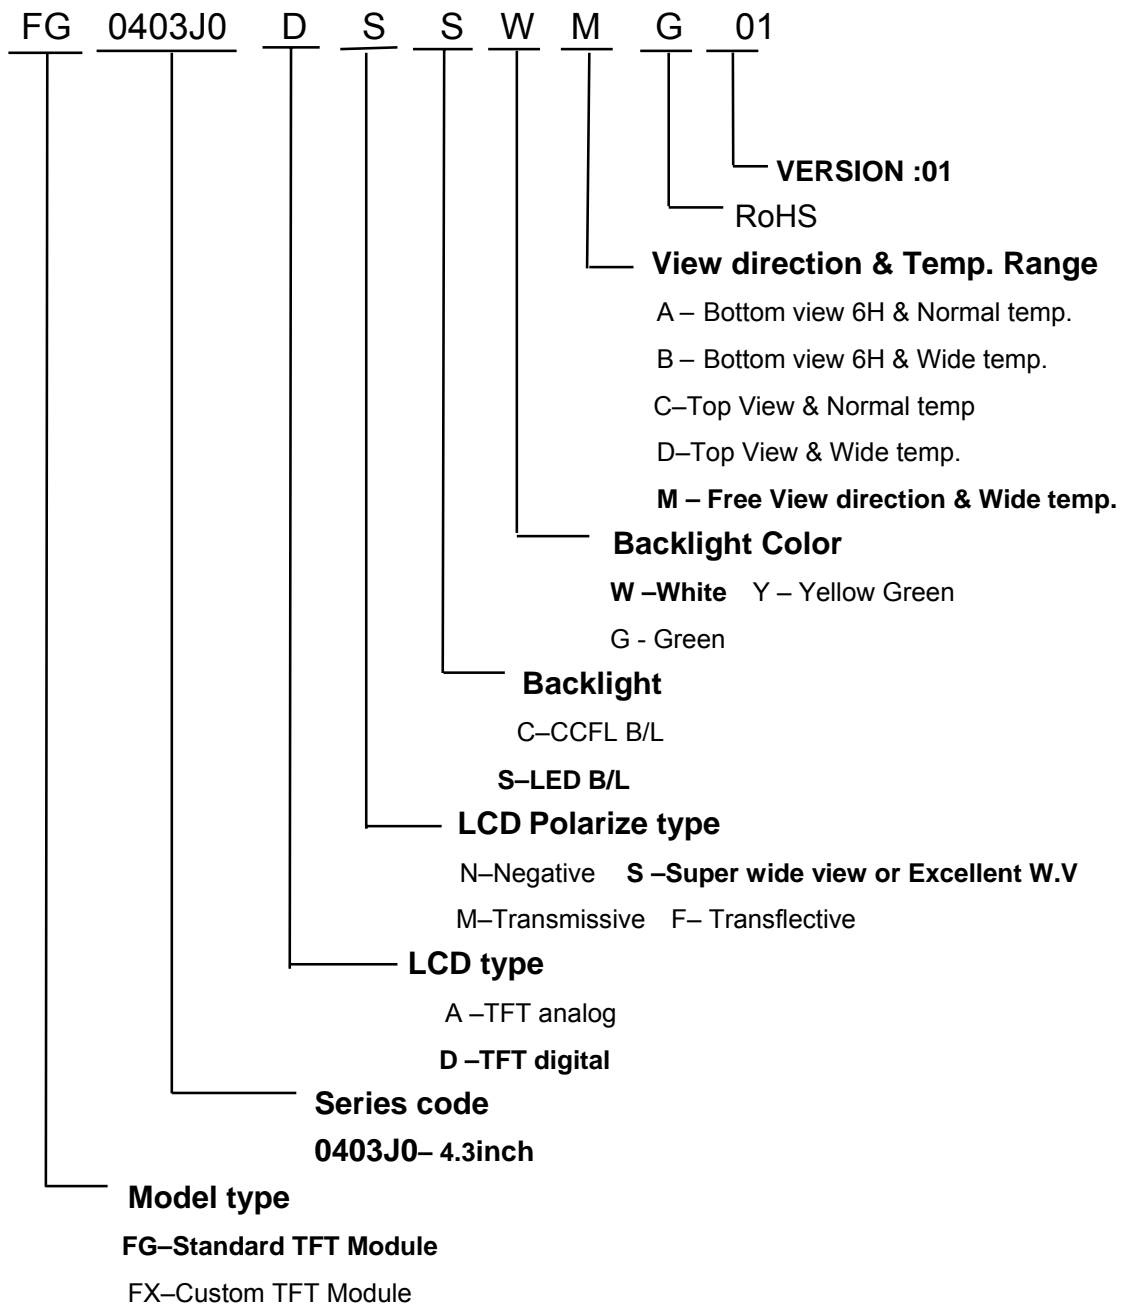 FG 0403J0 D S S W M G 01
VERSION :01
RoHS
View direction & Temp. Range
A – Bottom view 6H & Normal temp.
B – Bottom view 6H & Wide temp.
C–Top View & Normal temp
D–Top View & Wide temp.
M – Free View direction & Wide temp.
Backlight Color
W –White Y – Yellow Green
G - Green
Backlight
C–CCFL B/L
S–LED B/L
LCD Polarize type
N–Negative S –Super wide view or Excellent W.V
M–Transmissive F– Transflective
LCD type
A –TFT analog
D –TFT digital
Series code
0403J0– 4.3inch
Model type
FG–Standard TFT Module
FX–Custom TFT Module